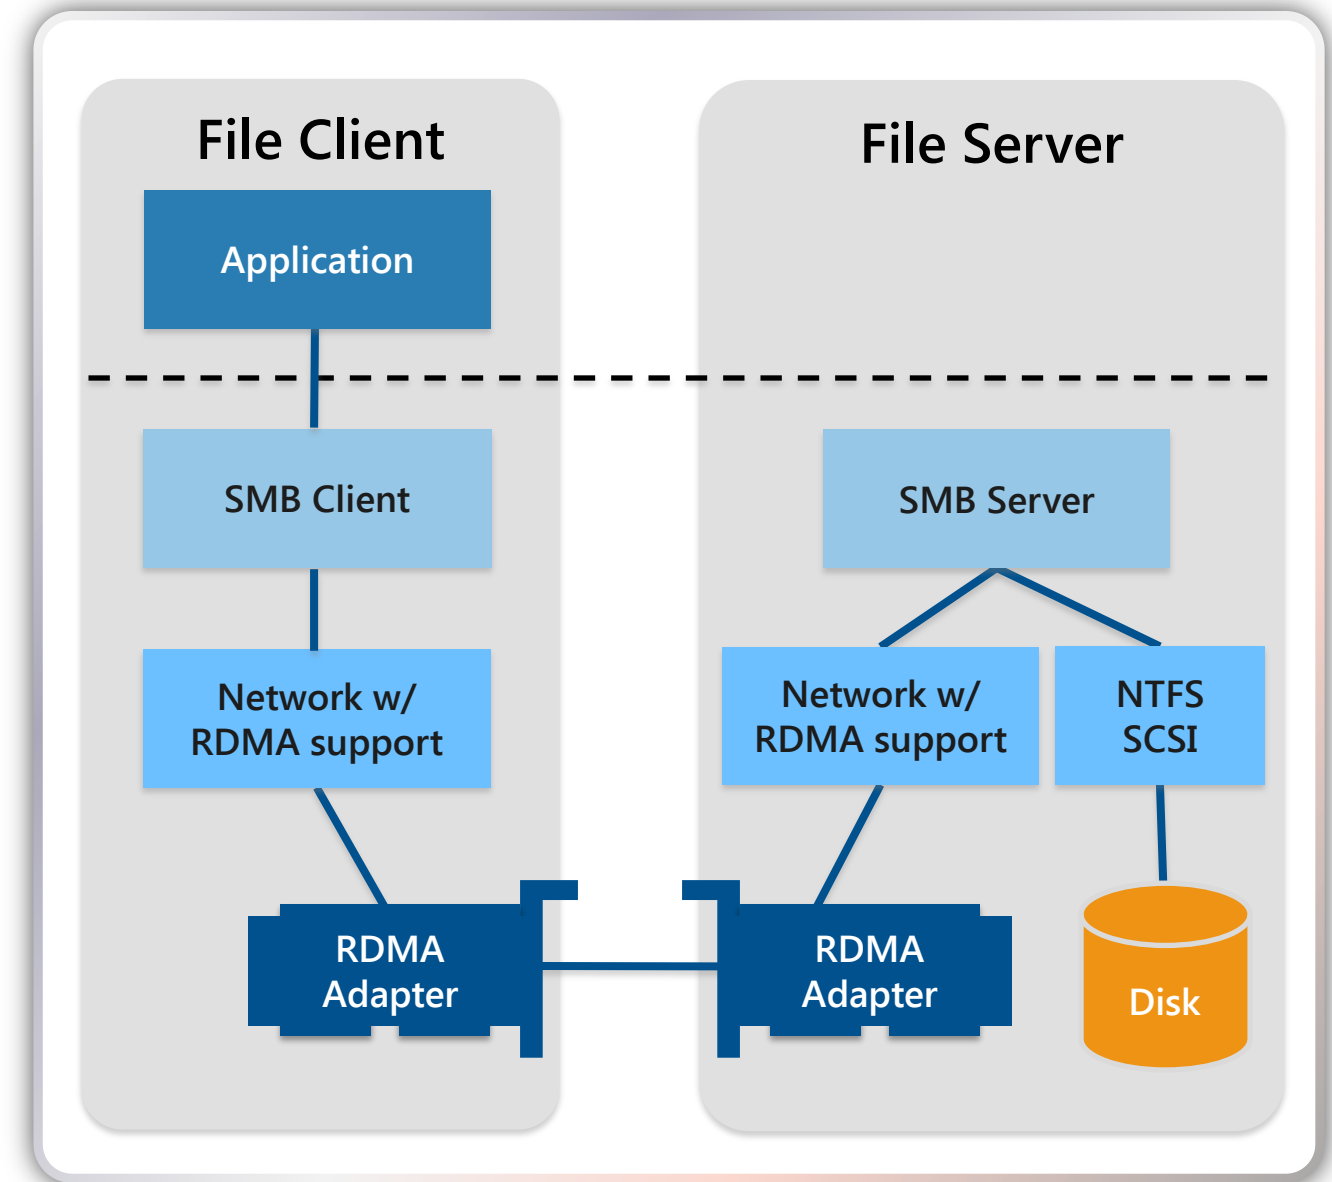 File Client
Application
SMB Client
Network w/
RDMA support
RDMA
Adapter
File Server
SMB Server
Network w/
RDMA support
NTFS
SCSI
RDMA
Adapter
Disk